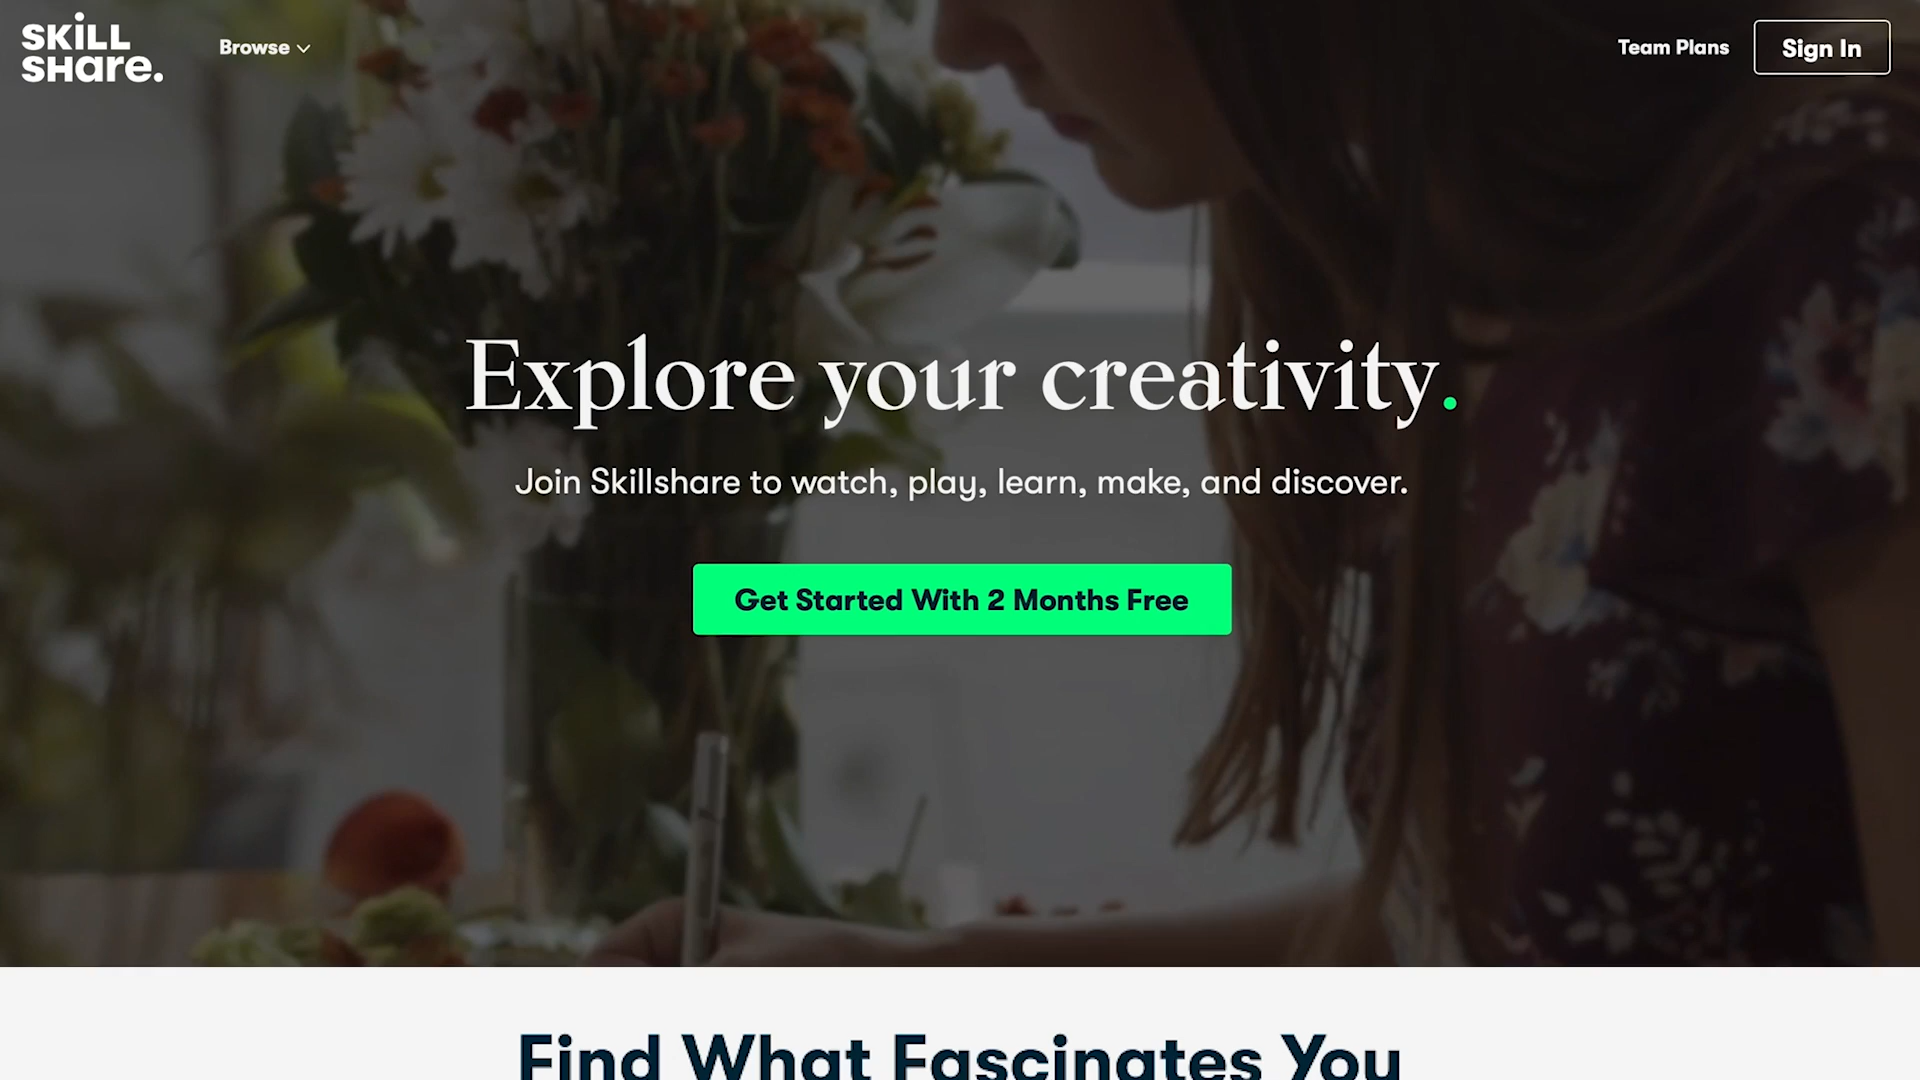 SKiLL
SHare.
Browse
Team Plans
Sign In
Explore your creativity.
Join Skillshare to watch, play, learn, make, and discover.
Get Started With 2 Months Free
Find What Fascinates You